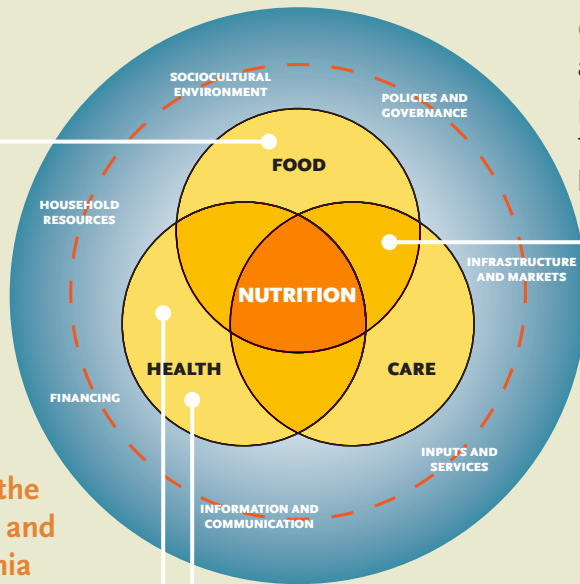 SOCIOCULTURAL
ENVIRONMENT
POLICIES AND
GOVERNANCE
FOOD
HOUSEHOLD
RESOURCES
INFRASTRUCTURE
AND MARKETS
NUTRITION
HEALTH
CARE
FINANCING
INPUTS AND
SERVICES
INFORMATION AND
COMMUNICATION
the
and